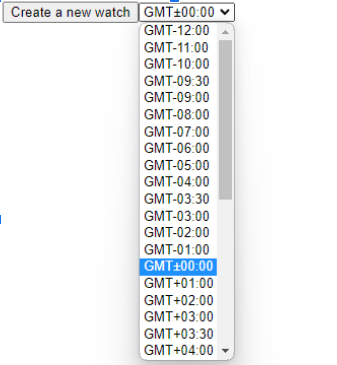 Create a new watch GMT±00:00
GMT-12:00
GMT-11:00
GMT-10:00
GMT-09:30
GMT-09:00
GMT-08:00
GMT-07:00
GMT-06:00
GMT-05:00
GMT-04:00
GMT-03:30
GMT-03:00
GMT-02:00
GMT-01:00
GMT±00:00
GMT+01:00
GMT+02:00
GMT+03:00
GMT+03:30
GMT+04:00